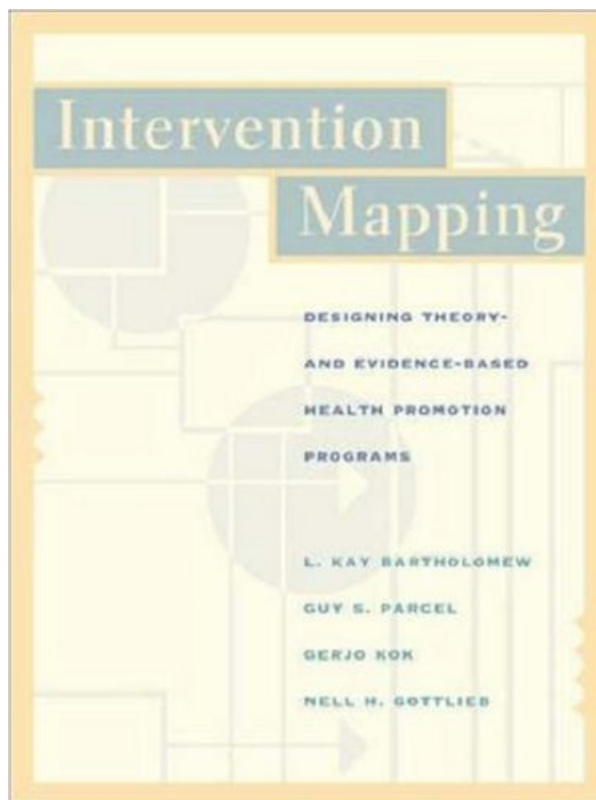 Intervention
Mapping
DESIGNING THEORY-
AND EVIDENCE-BASED
HEALTH PROMOTION
PROGRAMS
L. KAY BARTHOLOMEW
GUY S. PARCEL
GERJO KOK
NELL H. GOTTLIEB